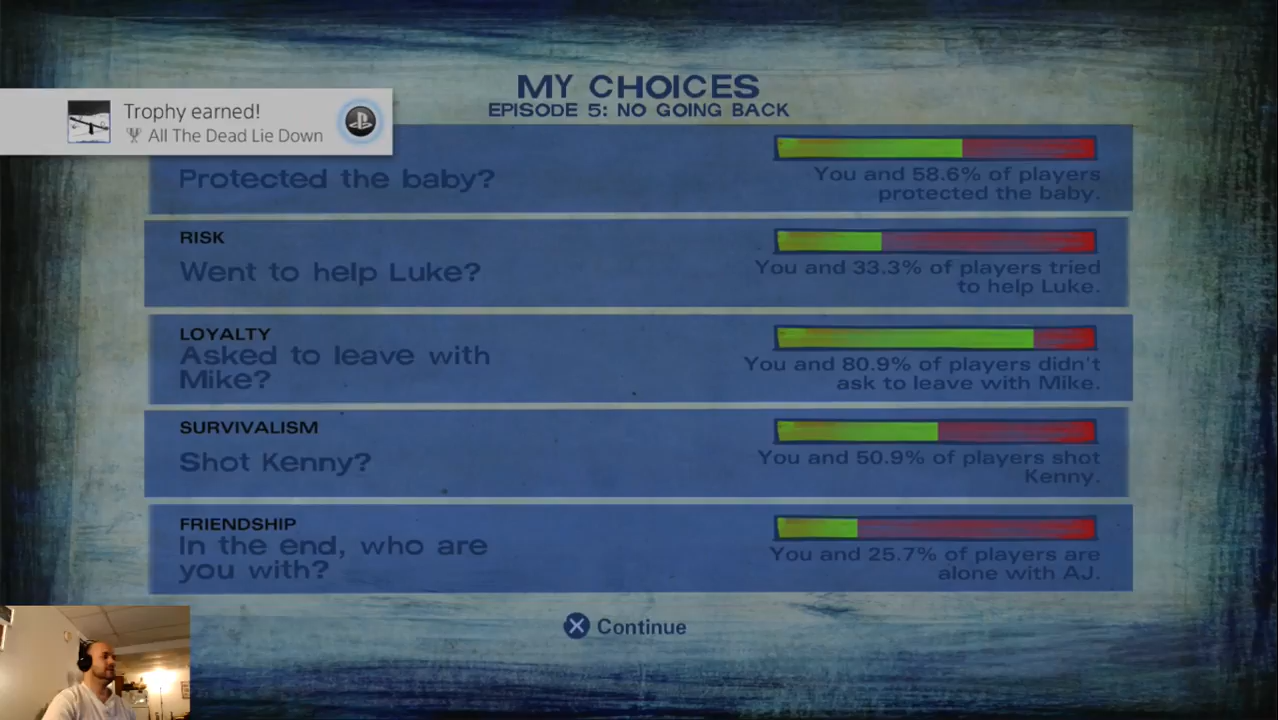 MY CHOICES
EPISODE 5: NO GOING BACK
Trophy earned!
All The Dead Lie Down
Protected the baby?
You and 58.6% of players
protected the baby.
RISK
Went to help Luke?
You and 33.3% of players tried
to help Luke.
LOYALTY
Asked to leave with
Mike?
You and 80.9% of players didn't
ask to leave with Mike.
SURVIVALISM
Shot Kenny?
You and 50.9% of players shot
Kenny.
FRIENDSHIP
In the end, who are
you with?
You and 25.7% of players are
alone with AJ.
Continue